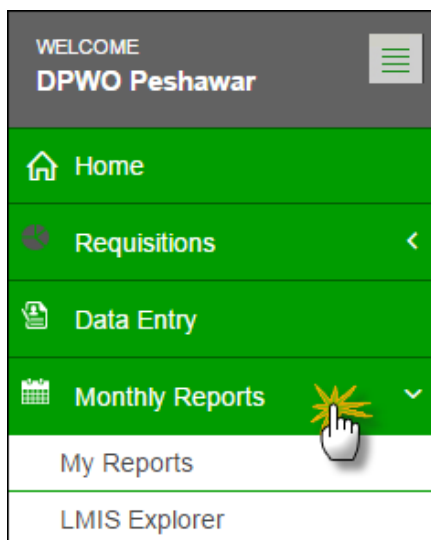 WELCOME
DPWO Peshawar
Home
Requisitions
Data Entry
Monthly Reports
My Reports
LMIS Explorer